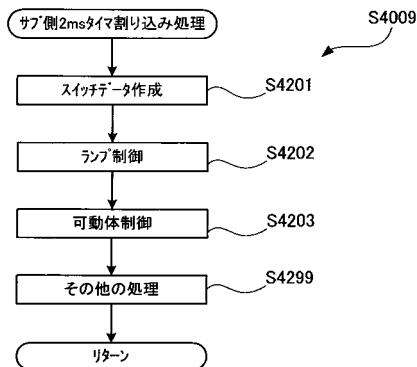 サブ側2msタイマ割り込み処理
S4009
スイッチデータ作成
S4201
ランプ制御
S4202
可動体制御
S4203
その他の処理
S4299
リターン